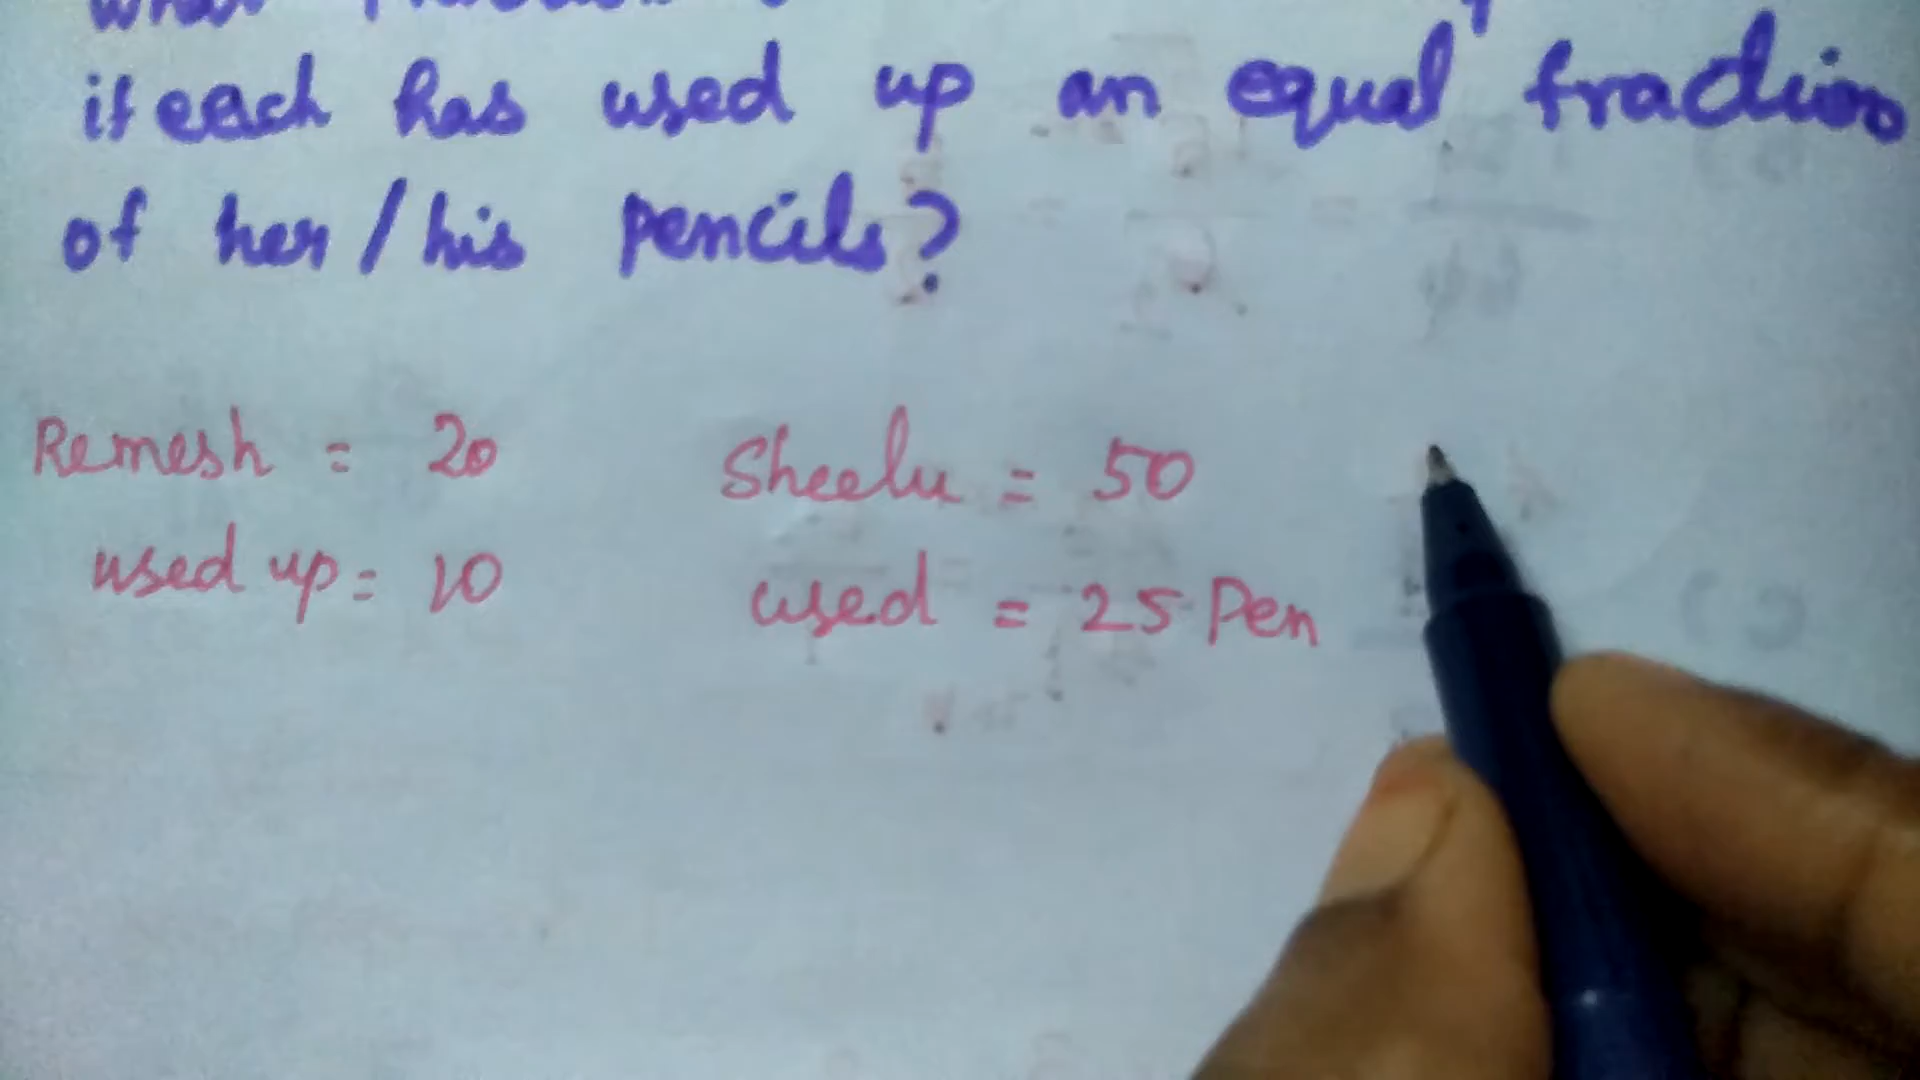 if each has used up an equal fraction
of her/his pencils?
Remesh = 20
used up = 10
Sheelu = 50
used = 25 Pen